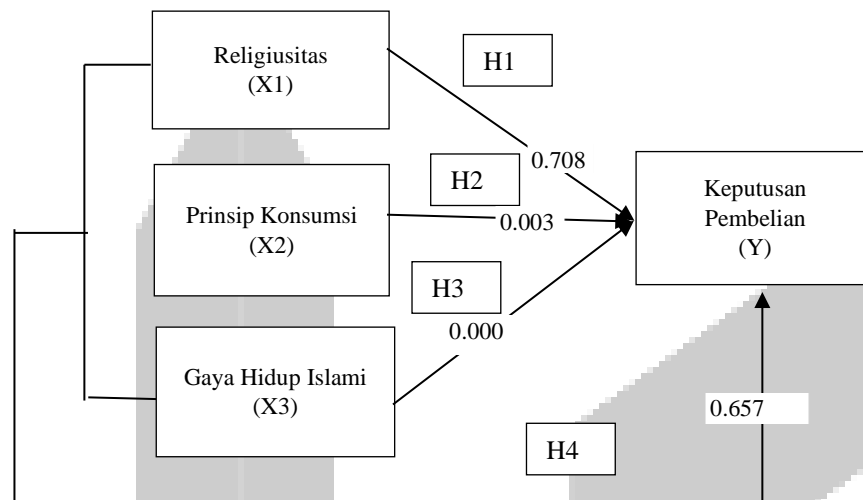 Religiusitas
(X1)
H1
0.708
H2
Prinsip Konsumsi
(X2)
0.003
Keputusan
Pembelian
(Y)
H3
0.000
Gaya Hidup Islami
(X3)
0.657
H4